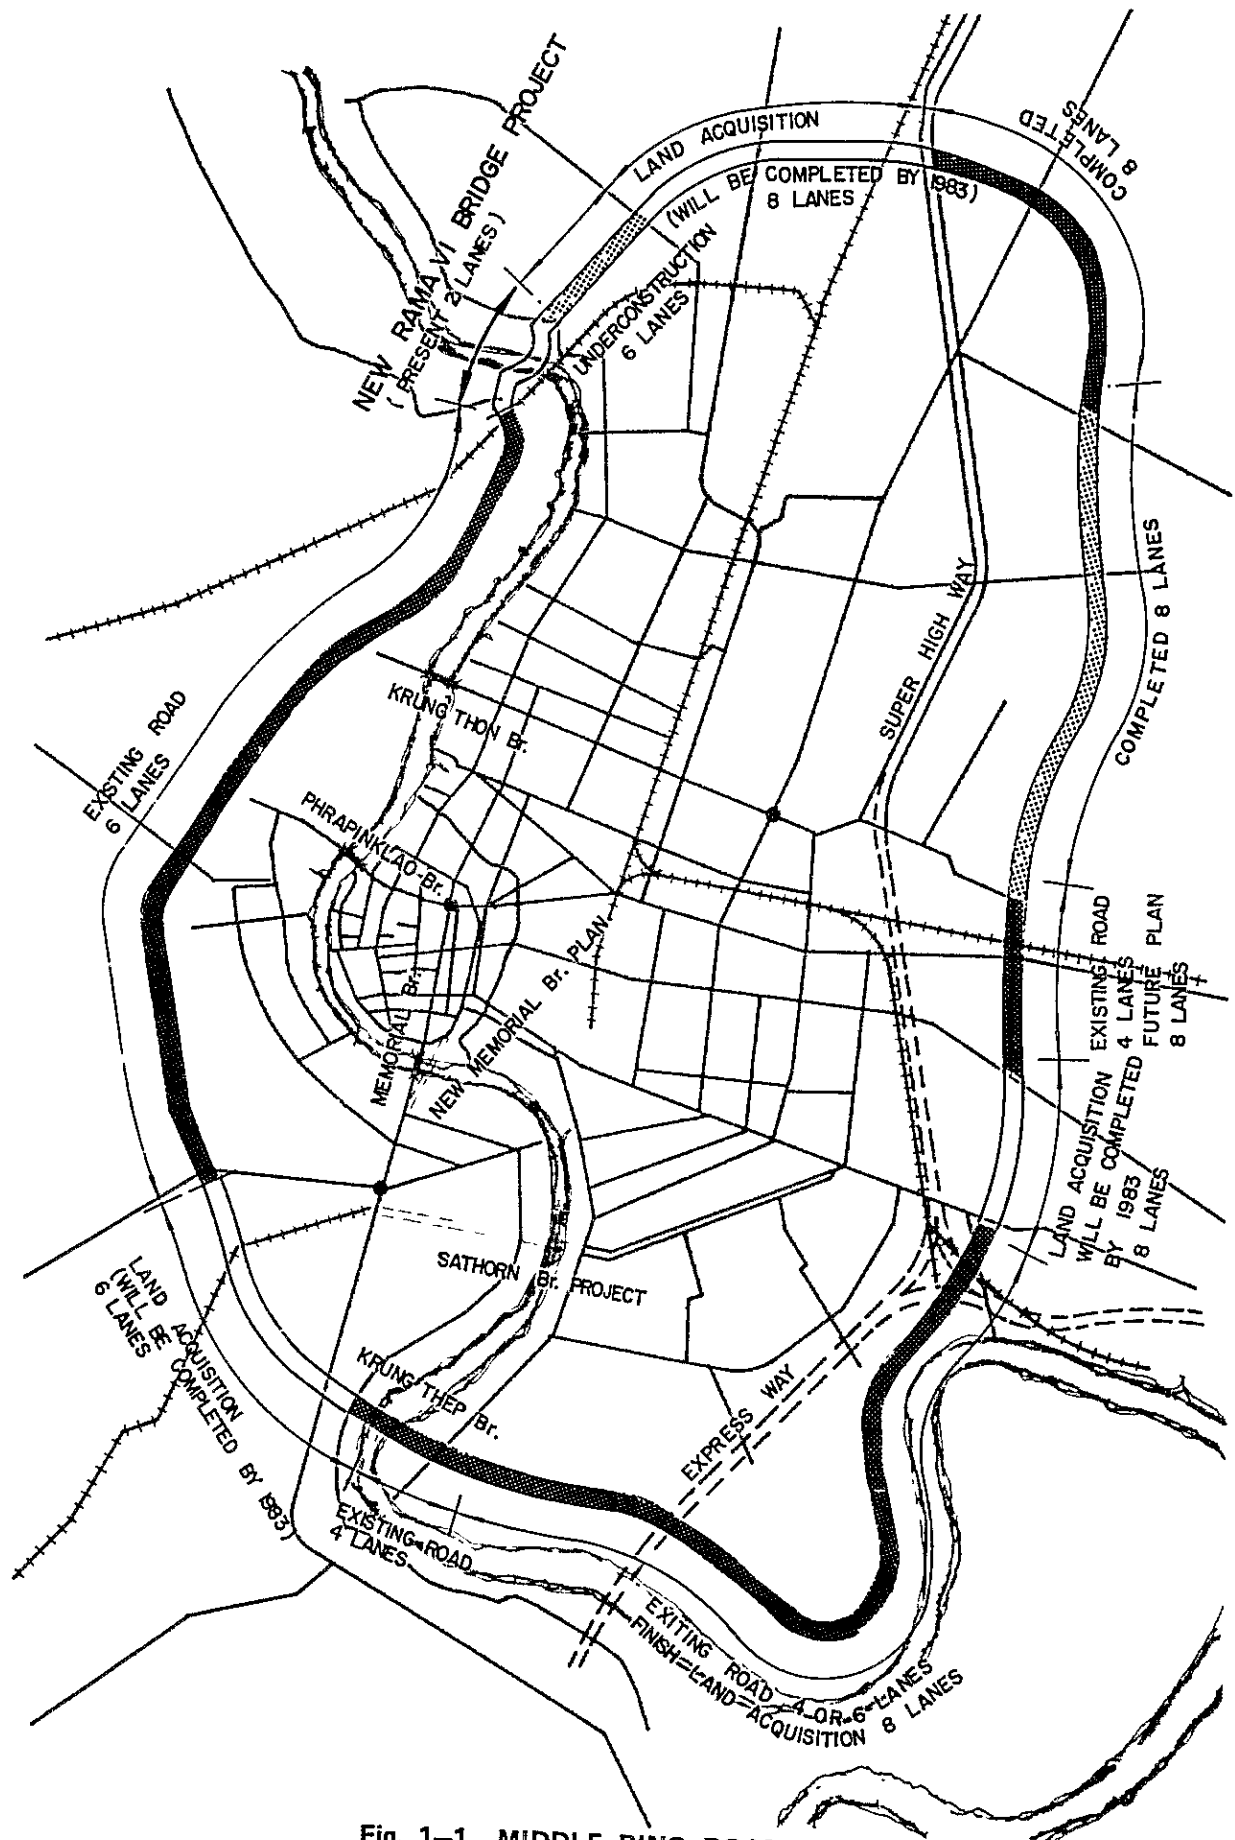 NEW RAMA VI BRIDGE PROJECT
( PRESENT 2 LANES )
LAND ACQUISITION
(WILL BE COMPLETED BY 1983)
8 LANES
COMPLETED
8 LANES
UNDERCONSTRUCTION
6 LANES
SUPER HIGH WAY
COMPLETED 8 LANES
KRUNG THON Br.
EXISTING ROAD
6 LANES
PHRAPINKLAO-Br.
MEMORIAL Br.
NEW MEMORIAL Br. PLAN
EXISTING ROAD
4 LANES
FUTURE PLAN
8 LANES
LAND ACQUISITION
WILL BE COMPLETED
BY 1983
8 LANES
SATHORN Br. PROJECT
LAND ACQUISITION
(WILL BE COMPLETED BY 1983)
6 LANES
KRUNG THEP Br.
EXPRESS WAY
EXISTING ROAD
4 LANES
EXITING ROAD 4 OR 6 LANES
FINISH=LAND=ACQUISITION 8 LANES
Fig. 1-1 MIDDLE RING ROAD